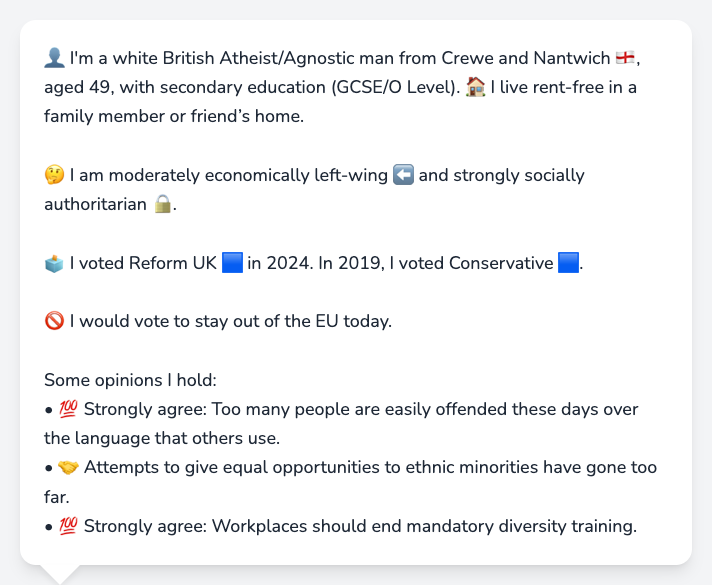 👤 I'm a white British Atheist/Agnostic man from Crewe and Nantwich 🏴󠁧󠁢󠁥󠁮󠁧󠁿,
aged 49, with secondary education (GCSE/O Level). 🏠 I live rent-free in a
family member or friend’s home.
🤔 I am moderately economically left-wing ⬅️ and strongly socially
authoritarian 🔒.
🗳️ I voted Reform UK 🟦 in 2024. In 2019, I voted Conservative 🟦.
🚫 I would vote to stay out of the EU today.
Some opinions I hold:
• 💯 Strongly agree: Too many people are easily offended these days over
the language that others use.
• 🤝 Attempts to give equal opportunities to ethnic minorities have gone too
far.
• 💯 Strongly agree: Workplaces should end mandatory diversity training.